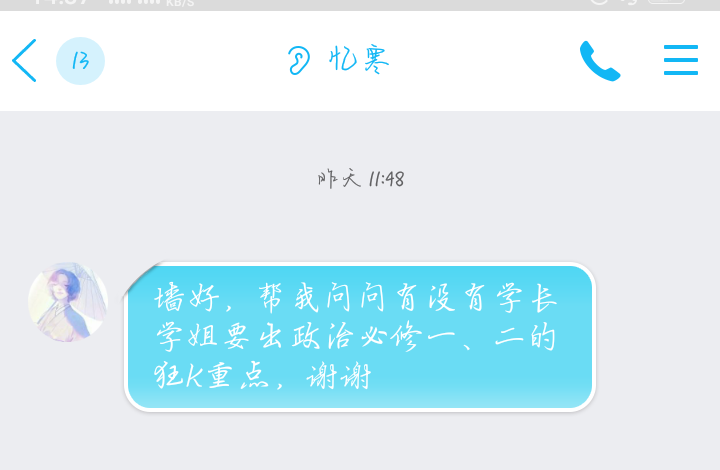 KB/S
13
忆寒
昨天 11:48
墙好，帮我问问有没有学长
学姐要出政治必修一、二的
狂K重点，谢谢